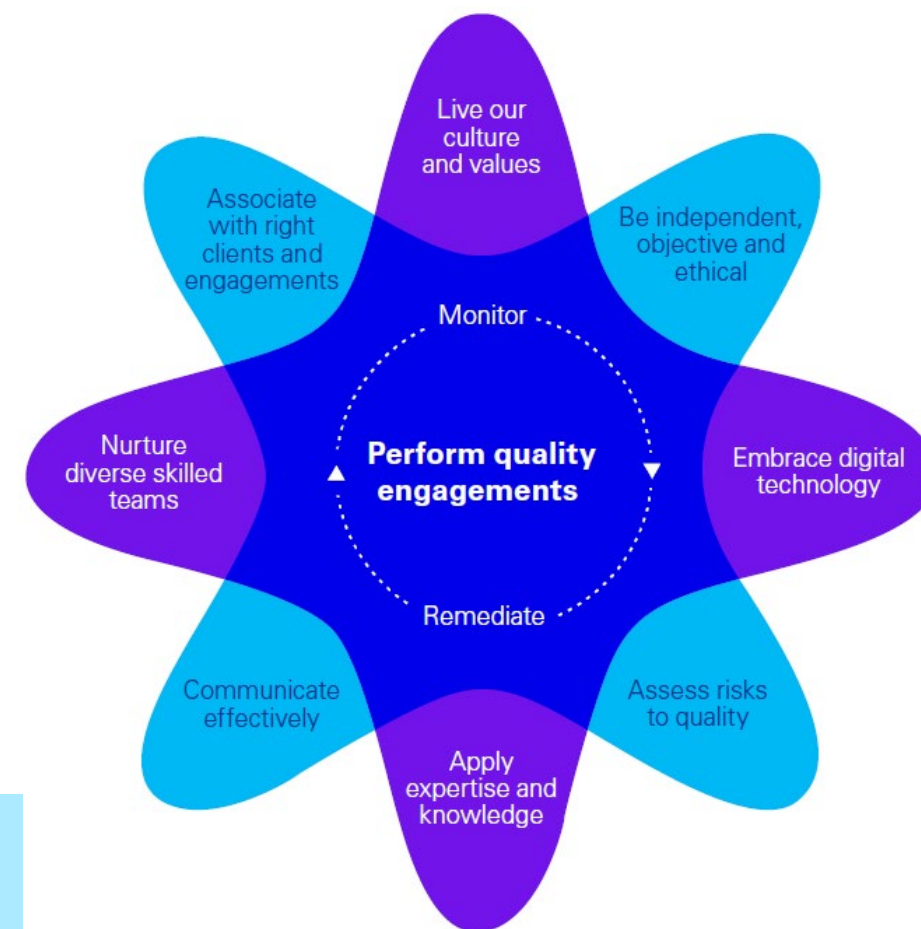 Live our
culture
and values
Associate
with right
clients and
engagements
Be independent,
objective and
ethical
Monitor
Nurture
diverse skilled
teams
Perform quality
engagements
Embrace digital
technology
Remediate
Communicate
effectively
Assess risks
to quality
Apply
expertise and
knowledge